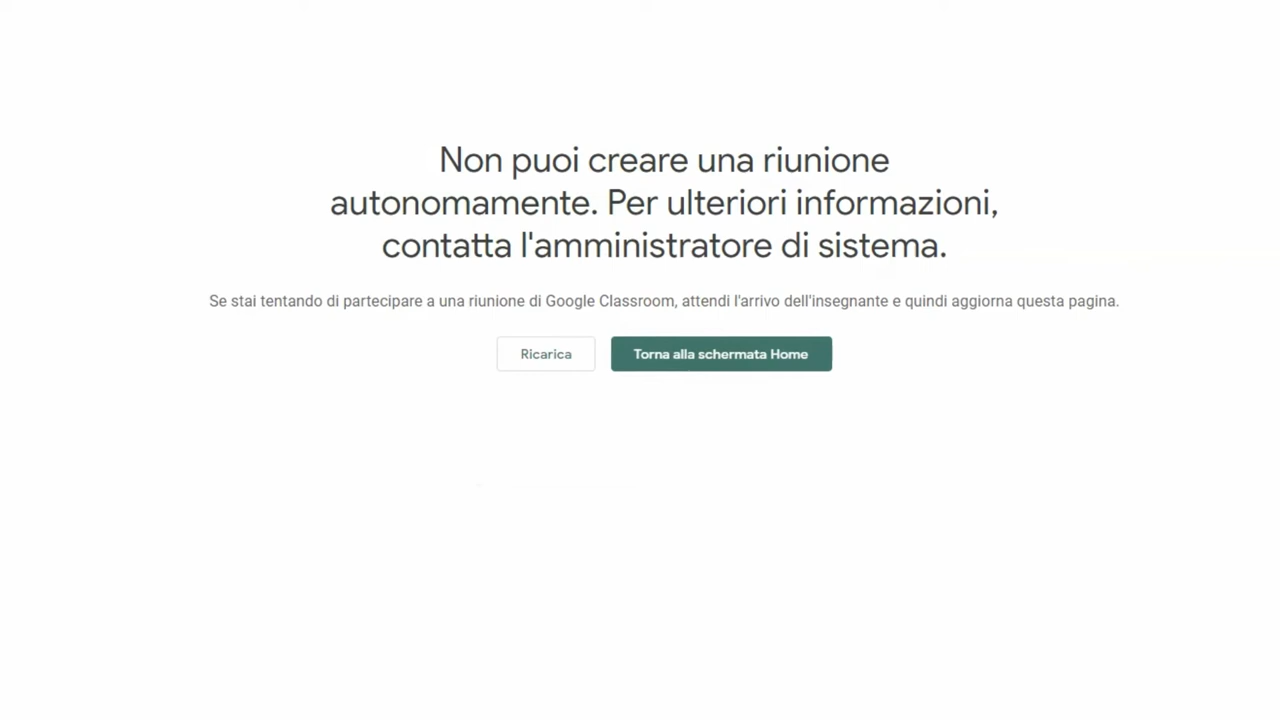 Non puoi creare una riunione
autonomamente. Per ulteriori informazioni,
contatta l'amministratore di sistema.
Se stai tentando di partecipare a una riunione di Google Classroom, attendi l'arrivo dell'insegnante e quindi aggiorna questa pagina.
Ricarica
Torna alla schermata Home